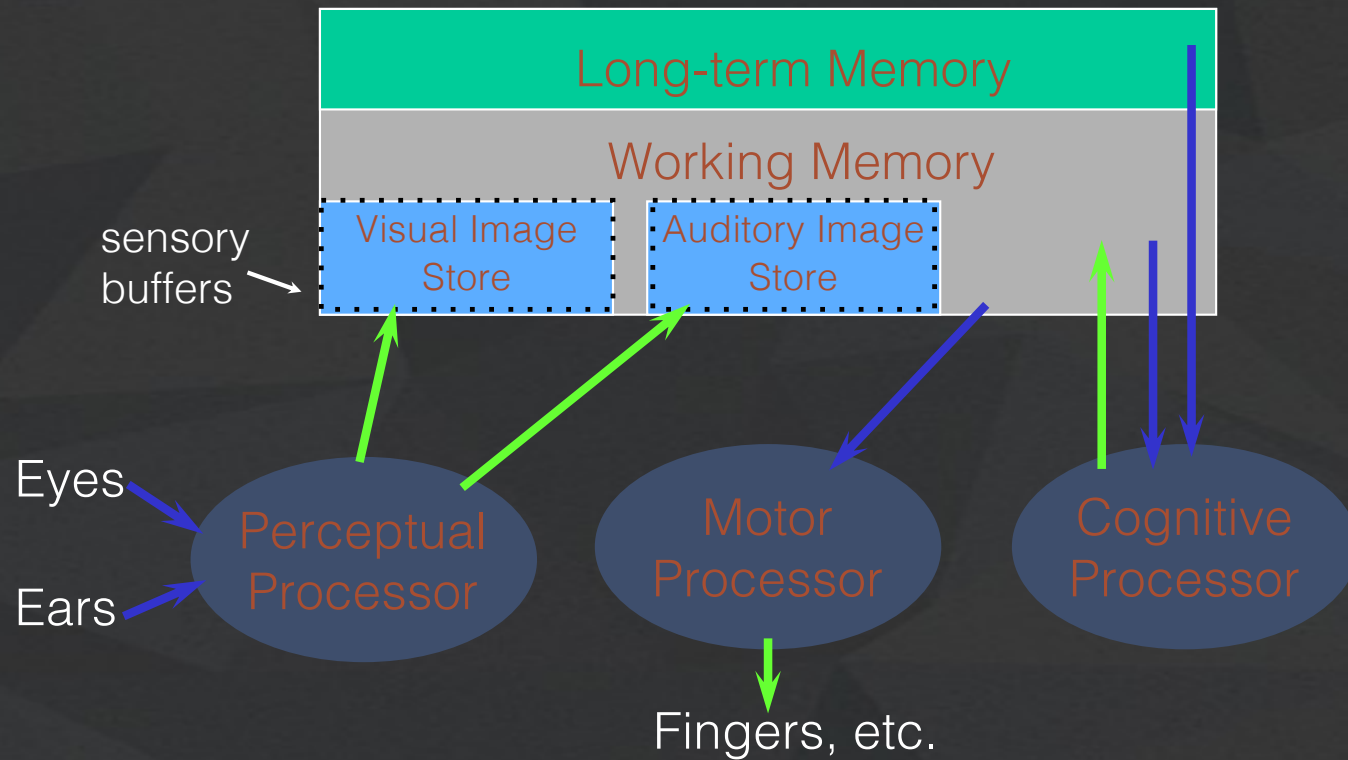 Long-term Memory
Working Memory
sensory
buffers
Visual Image
Store
Auditory Image
Store
Eyes
Ears
Perceptual
Processor
Motor
Processor
Cognitive
Processor
Fingers, etc.